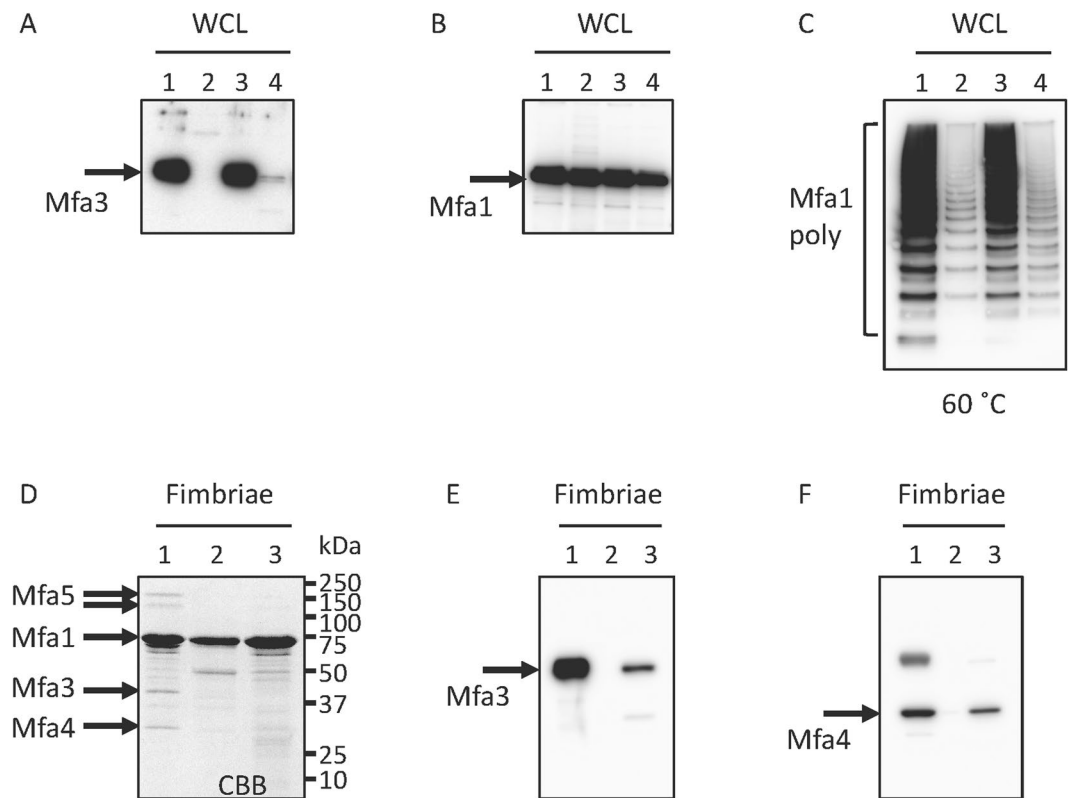 A WCL
1 2 3 4
Mfa3
B WCL
1 2 3 4
Mfa1
C WCL
1 2 3 4
Mfa1
poly
60 ˚C
D Fimbriae
1 2 3 kDa
Mfa5 250
150
100
Mfa1 75
50
Mfa3 37
Mfa4
25
10
CBB
E Fimbriae
1 2 3
Mfa3
F Fimbriae
1 2 3
Mfa4